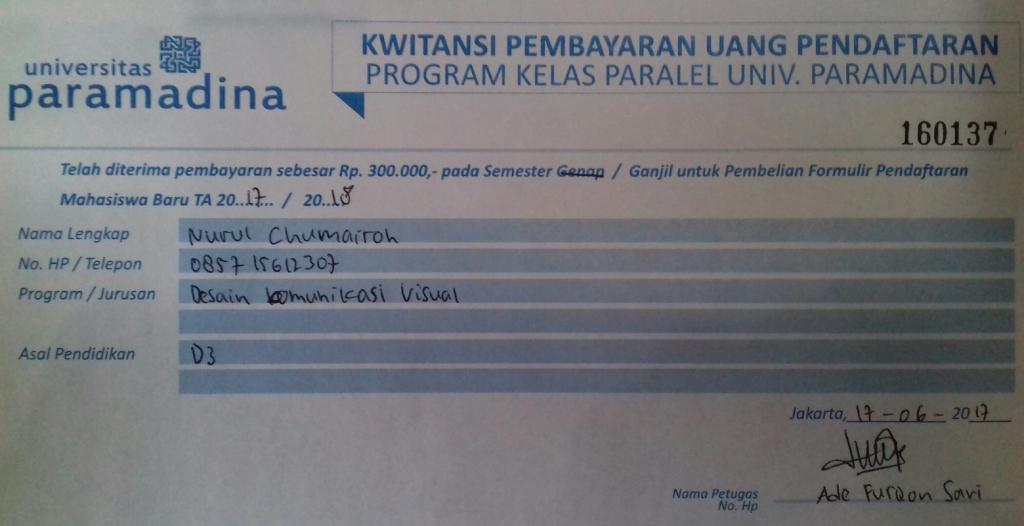 universitas
paramadina
KWITANSI PEMBAYARAN UANG PENDAFTARAN
PROGRAM KELAS PARALEL UNIV. PARAMADINA
160137
Telah diterima pembayaran sebesar Rp. 300.000,- pada Semester Genap / Ganjil untuk Pembelian Formulir Pendaftaran
Mahasiswa Baru TA 20..17... / 20..18
Nama Lengkap Nurul Chumairoh
No. HP / Telepon 085715612307
Program / Jurusan Desain komunikasi Visual
Asal Pendidikan D3
Jakarta, 17-06-2017
Nama Petugas Ade Furqon Sari
No. Hp